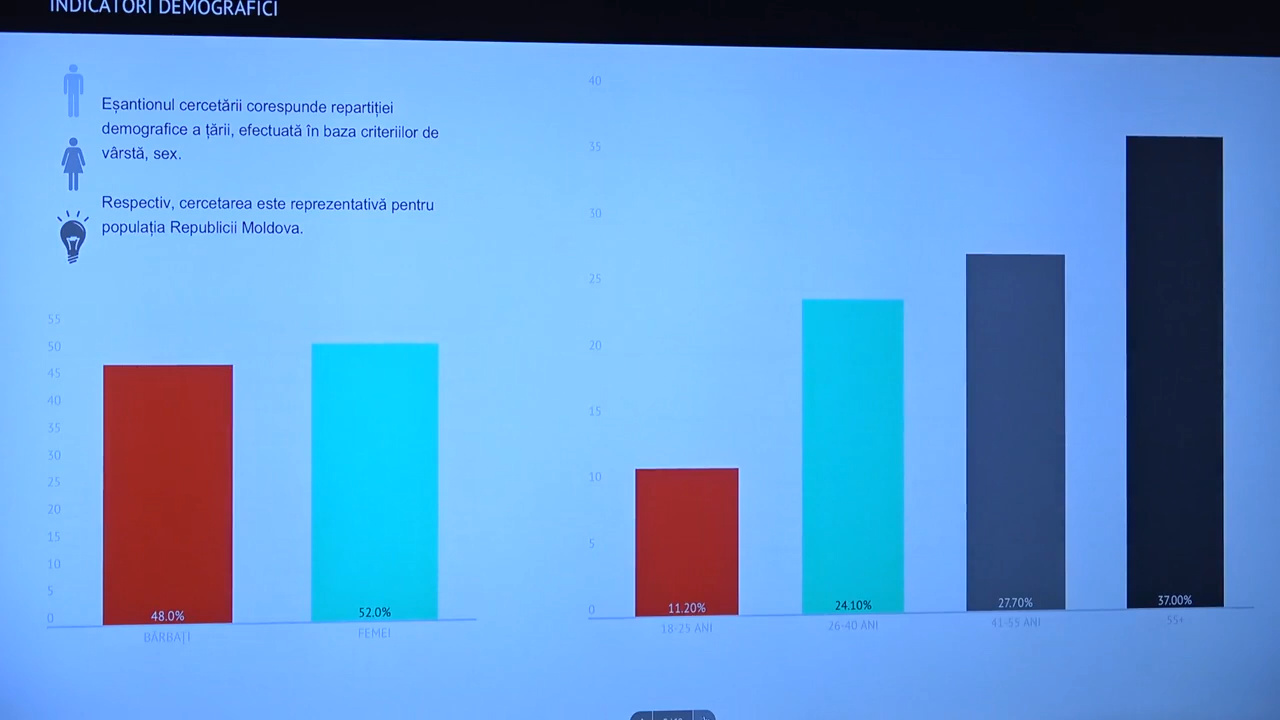 INDICATORI DEMOGRAFICI
Eșantionul cercetării corespunde repartiției
demografice a țării, efectuată în baza criteriilor de
vârstă, sex.
Respectiv, cercetarea este reprezentativă pentru
populația Republicii Moldova.
55
50
45
40
35
30
25
20
15
10
5
0
48.0%
52.0%
BĂRBAȚI
FEMEI
40
35
30
25
20
15
10
5
0
11.20%
24.10%
27.70%
37.00%
18-25 ANI
26-40 ANI
41-55 ANI
55+